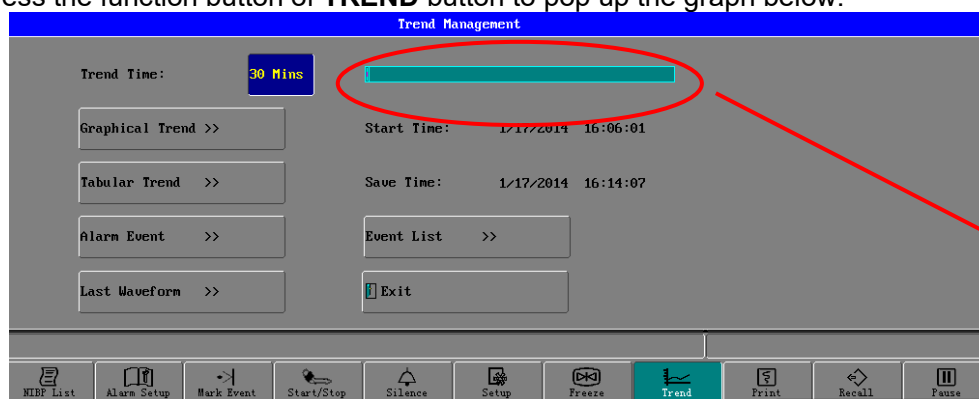 ess the function button of TREND button to pop up the graph below:
Trend Management
Trend Time: 30 Mins
Graphical Trend >> Start Time: 1/17/2014 16:06:01
Tabular Trend >> Save Time: 1/17/2014 16:14:07
Alarm Event >> Event List >>
Last Waveform >> Exit
NIBP List Alarm Setup Mark Event Start/Stop Silence Setup Freeze Trend Print Recall Pause